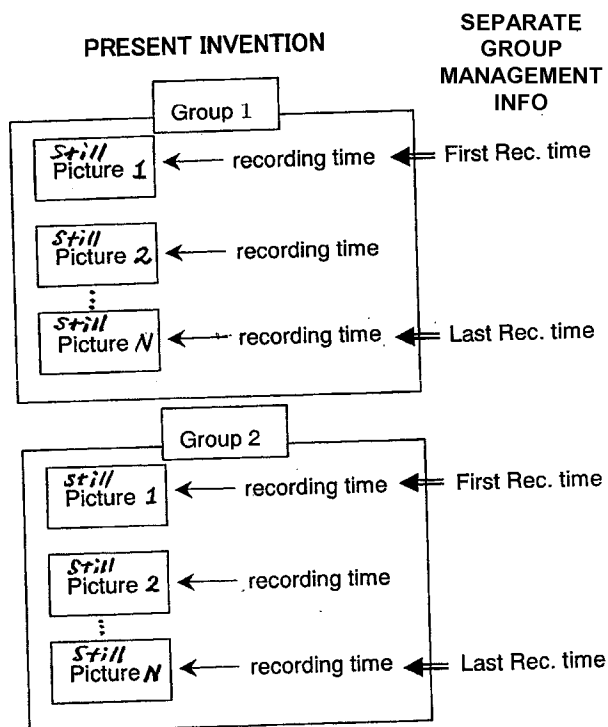 PRESENT INVENTION
SEPARATE
GROUP
MANAGEMENT
INFO
Group 1
Still
Picture 1
recording time
First Rec. time
Still
Picture 2
recording time
Still
Picture N
recording time
Last Rec. time
Group 2
Still
Picture 1
recording time
First Rec. time
Still
Picture 2
recording time
Still
Picture N
recording time
Last Rec. time